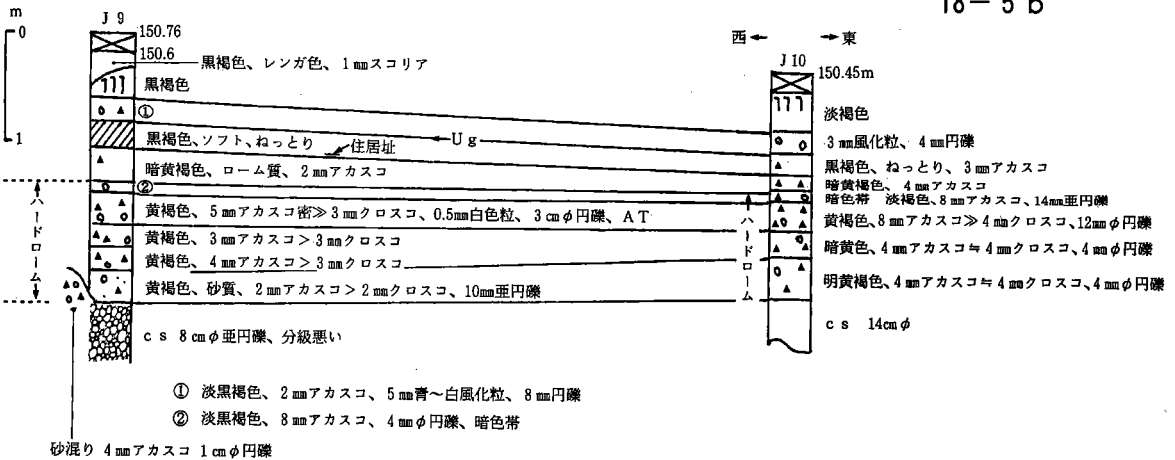 18-5b
m
0
1
J9
150.76
150.6
黒褐色、レンガ色、1㎜スコリア
黒褐色
①
黒褐色、ソフト、ねっとり
住居址
Ug
暗黄褐色、ローム質、2㎜アカスコ
②
黄褐色、5㎜アカスコ密≫3㎜クロスコ、0.5㎜白色粒、3㎝φ円礫、AT
黄褐色、3㎜アカスコ>3㎜クロスコ
黄褐色、4㎜アカスコ>3㎜クロスコ
黄褐色、砂質、2㎜アカスコ>2㎜クロスコ、10㎜亜円礫
cs 8㎝φ亜円礫、分級悪い
ハードローム
西← →東
J10
150.45m
淡褐色
3㎜風化粒、4㎜円礫
黒褐色、ねっとり、3㎜アカスコ
暗黄褐色、4㎜アカスコ
暗色帯 淡褐色、8㎜アカスコ、14㎜亜円礫
黄褐色、8㎜アカスコ≫4㎜クロスコ、12㎜φ円礫
暗黄色、4㎜アカスコ≒4㎜クロスコ、4㎜φ円礫
明黄褐色、4㎜アカスコ≒4㎜クロスコ、4㎜φ円礫
cs 14㎝φ
ハードローム
① 淡黒褐色、2㎜アカスコ、5㎜青~白風化粒、8㎜円礫
② 淡黒褐色、8㎜アカスコ、4㎜φ円礫、暗色帯
砂混り 4㎜アカスコ 1㎝φ円礫